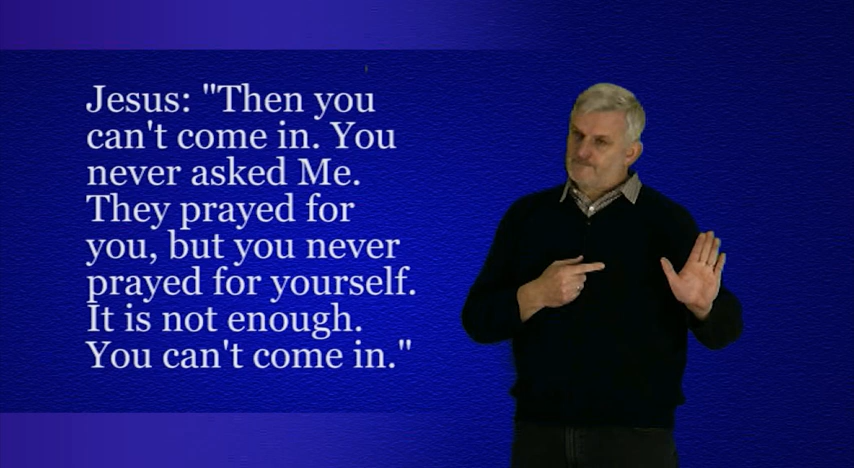 Jesus: "Then you
can't come in. You
never asked Me.
They prayed for
you, but you never
prayed for yourself.
It is not enough.
You can't come in."